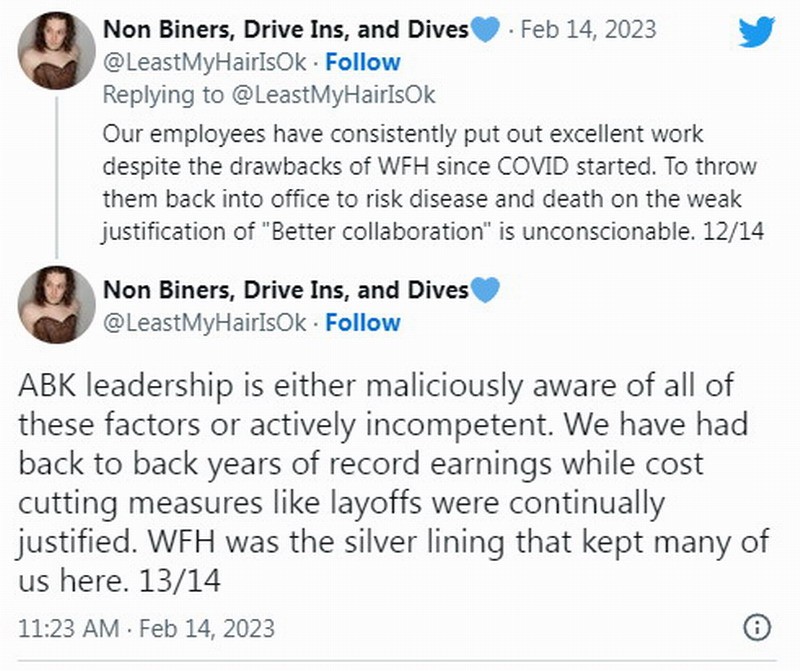 Non Biners, Drive Ins, and Dives💙 · Feb 14, 2023
@LeastMyHairIsOk · Follow
Replying to @LeastMyHairIsOk
Our employees have consistently put out excellent work
despite the drawbacks of WFH since COVID started. To throw
them back into office to risk disease and death on the weak
justification of "Better collaboration" is unconscionable. 12/14
Non Biners, Drive Ins, and Dives💙
@LeastMyHairIsOk · Follow
ABK leadership is either maliciously aware of all of
these factors or actively incompetent. We have had
back to back years of record earnings while cost
cutting measures like layoffs were continually
justified. WFH was the silver lining that kept many of
us here. 13/14
11:23 AM · Feb 14, 2023